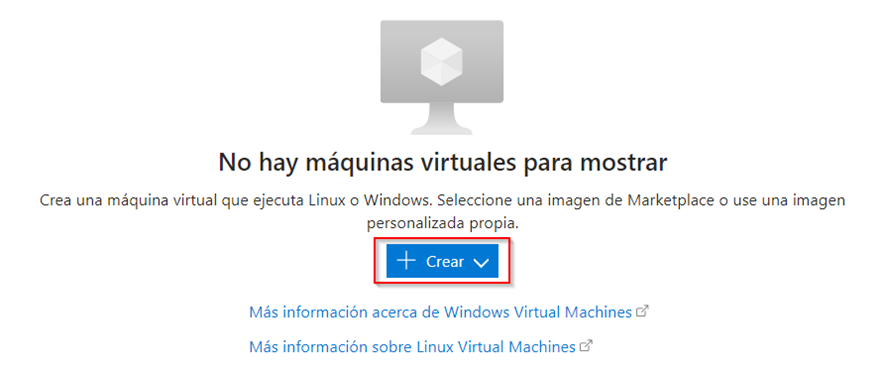 No hay máquinas virtuales para mostrar
Crea una máquina virtual que ejecuta Linux o Windows. Seleccione una imagen de Marketplace o use una imagen
personalizada propia.
Crear
Más información acerca de Windows Virtual Machines
Más información sobre Linux Virtual Machines